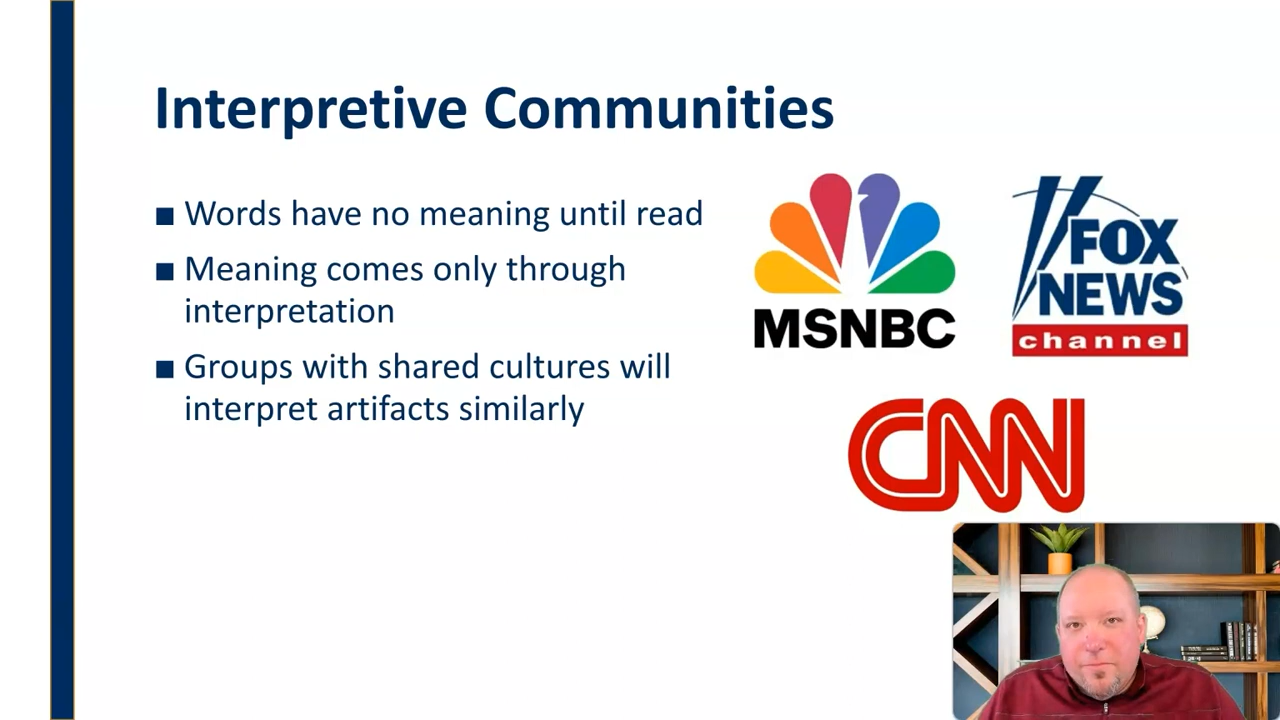 Interpretive Communities
■ Words have no meaning until read
■ Meaning comes only through
interpretation
■ Groups with shared cultures will
interpret artifacts similarly
MSNBC
FOX
NEWS
channel
CNN